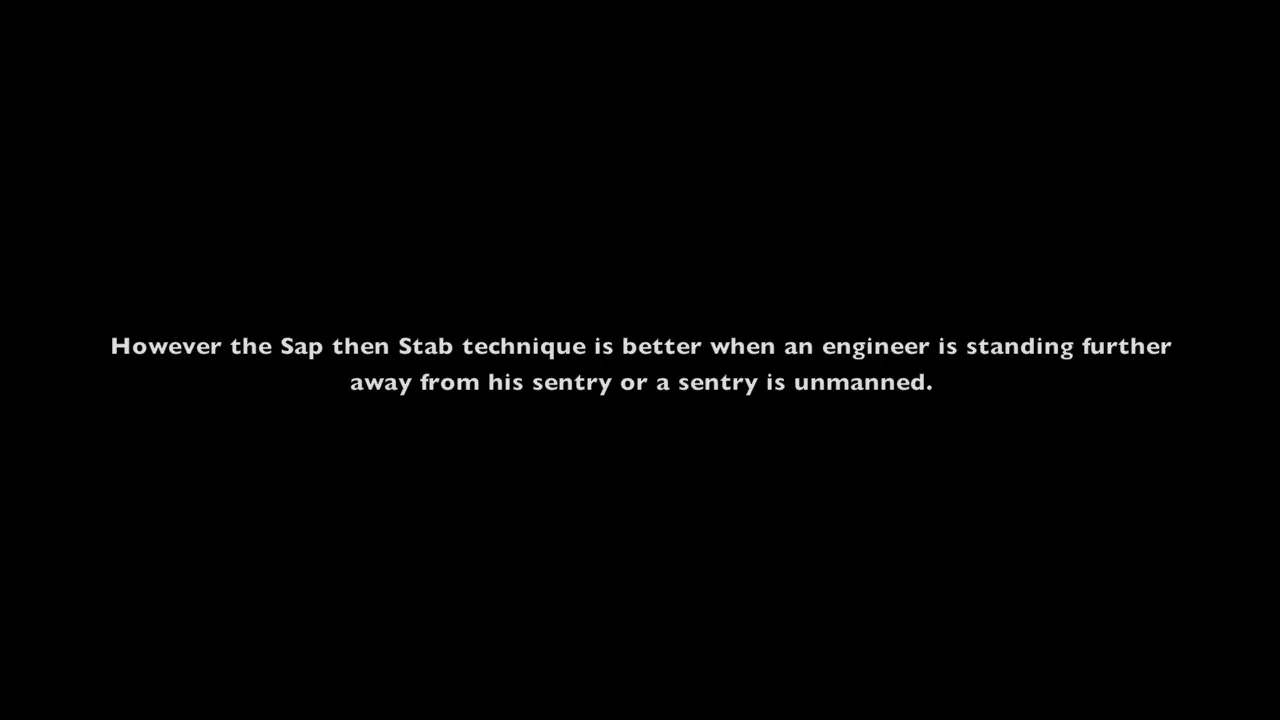 However the Sap then Stab technique is better when an engineer is standing further
away from his sentry or a sentry is unmanned.